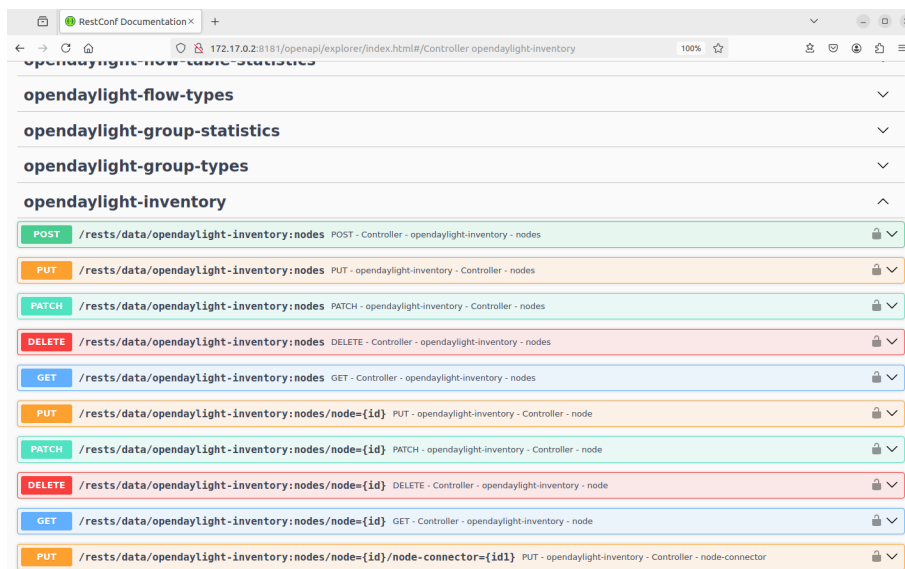 RestConf Documentation × +
172.17.0.2:8181/openapi/explorer/index.html#/Controller opendaylight-inventory 100%
opendaylight-flow-table-statistics
opendaylight-flow-types
opendaylight-group-statistics
opendaylight-group-types
opendaylight-inventory
POST /rests/data/opendaylight-inventory:nodes POST - Controller - opendaylight-inventory - nodes
PUT /rests/data/opendaylight-inventory:nodes PUT - opendaylight-inventory - Controller - nodes
PATCH /rests/data/opendaylight-inventory:nodes PATCH - opendaylight-inventory - Controller - nodes
DELETE /rests/data/opendaylight-inventory:nodes DELETE - Controller - opendaylight-inventory - nodes
GET /rests/data/opendaylight-inventory:nodes GET - Controller - opendaylight-inventory - nodes
PUT /rests/data/opendaylight-inventory:nodes/node={id} PUT - opendaylight-inventory - Controller - node
PATCH /rests/data/opendaylight-inventory:nodes/node={id} PATCH - opendaylight-inventory - Controller - node
DELETE /rests/data/opendaylight-inventory:nodes/node={id} DELETE - Controller - opendaylight-inventory - node
GET /rests/data/opendaylight-inventory:nodes/node={id} GET - Controller - opendaylight-inventory - node
PUT /rests/data/opendaylight-inventory:nodes/node={id}/node-connector={id1} PUT - opendaylight-inventory - Controller - node-connector